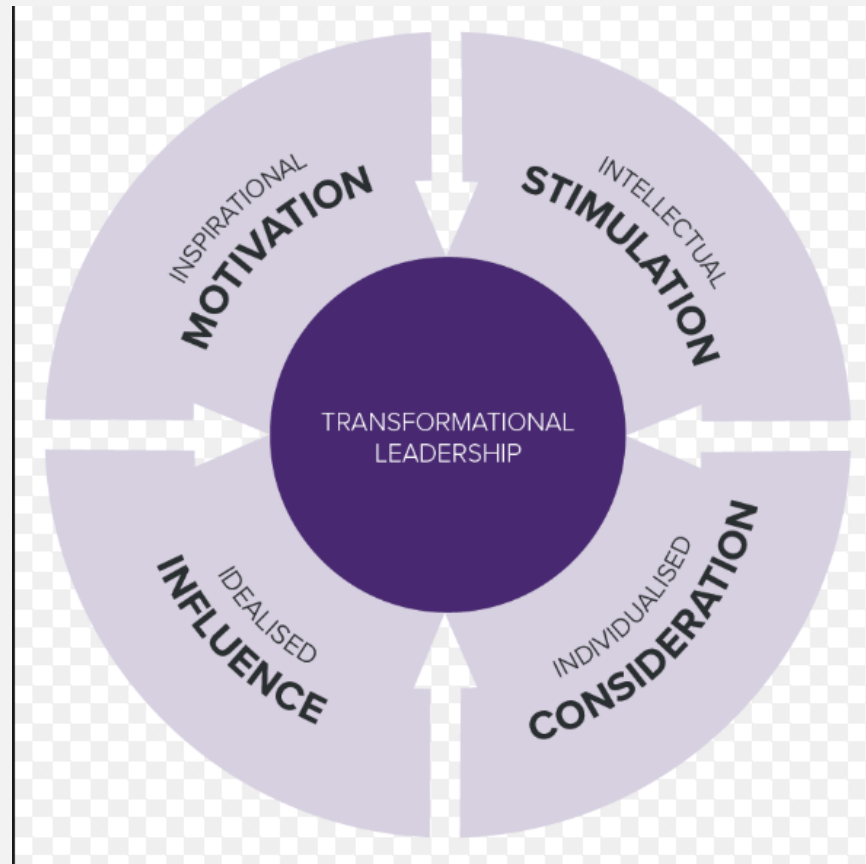 INSPIRATIONAL
MOTIVATION
INTELLECTUAL
STIMULATION
TRANSFORMATIONAL
LEADERSHIP
IDEALISED
INFLUENCE
INDIVIDUALISED
CONSIDERATION